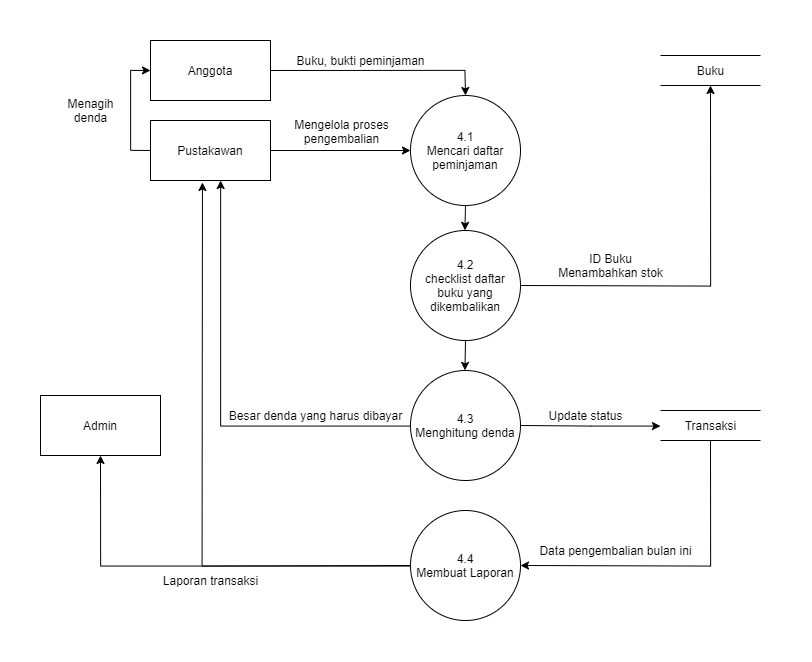 Anggota
Buku, bukti peminjaman
Buku
Menagih
denda
Pustakawan
Mengelola proses
pengembalian
4.1
Mencari daftar
peminjaman
4.2
checklist daftar
buku yang
dikembalikan
ID Buku
Menambahkan stok
Admin
Besar denda yang harus dibayar
4.3
Menghitung denda
Update status
Transaksi
4.4
Membuat Laporan
Data pengembalian bulan ini
Laporan transaksi